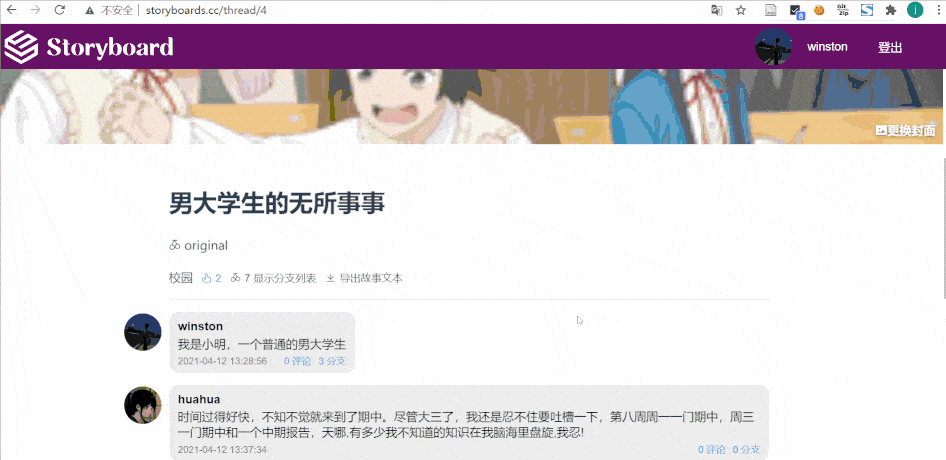 不安全 storyboards.cc/thread/4
Storyboard winston 登出
更换封面
男大学生的无所事事
original
校园 2 7 显示分支列表 导出故事文本
winston
我是小明，一个普通的男大学生
2021-04-12 13:28:56 0 评论 3 分支
huahua
时间过得好快，不知不觉就来到了期中。尽管大三了，我还是忍不住要吐槽一下，第八周周一一门期中，周三
一门期中和一个中期报告，天哪,有多少我不知道的知识在我脑海里盘旋,我忍!
2021-04-12 13:37:34 0 评论 0 分支